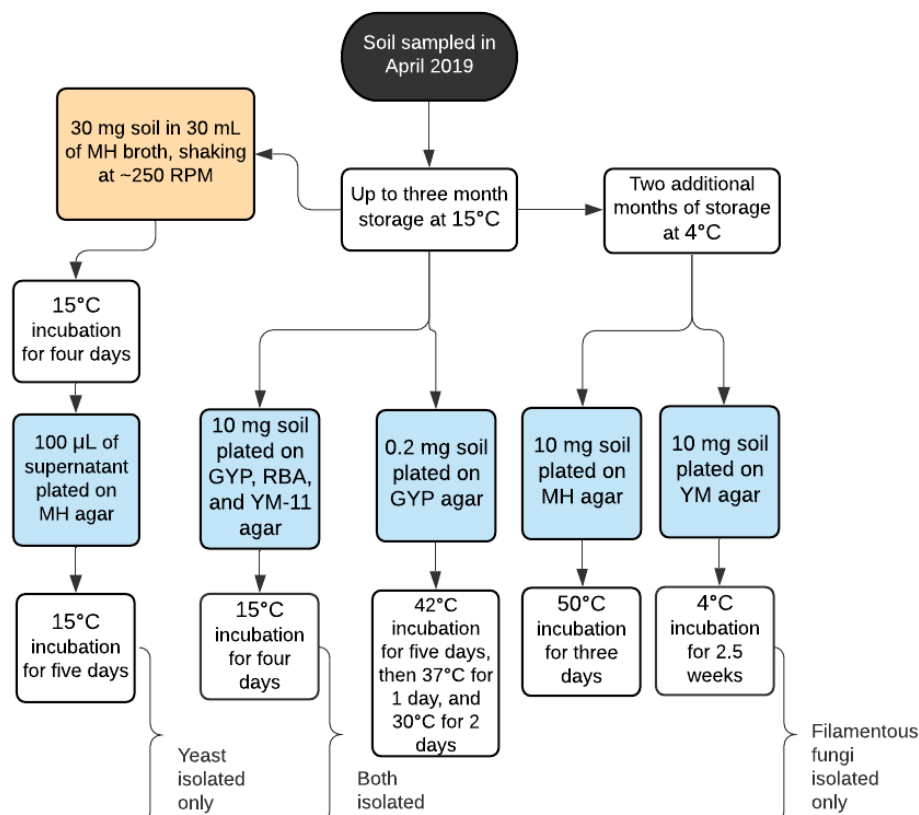 Soil sampled in
April 2019
30 mg soil in 30 mL
of MH broth, shaking
at ~250 RPM
Up to three month
storage at 15°C
Two additional
months of storage
at 4°C
15°C
incubation
for four days
100 µL of
supernatant
plated on
MH agar
10 mg soil
plated on
GYP, RBA,
and YM-11
agar
0.2 mg soil
plated on
GYP agar
10 mg soil
plated on
MH agar
10 mg soil
plated on
YM agar
15°C
incubation
for five days
15°C
incubation
for four
days
42°C
incubation
for five days,
then 37°C for
1 day, and
30°C for 2
days
50°C
incubation
for three
days
4°C
incubation
for 2.5
weeks
Yeast
isolated
only
Both
isolated
Filamentous
fungi
isolated
only